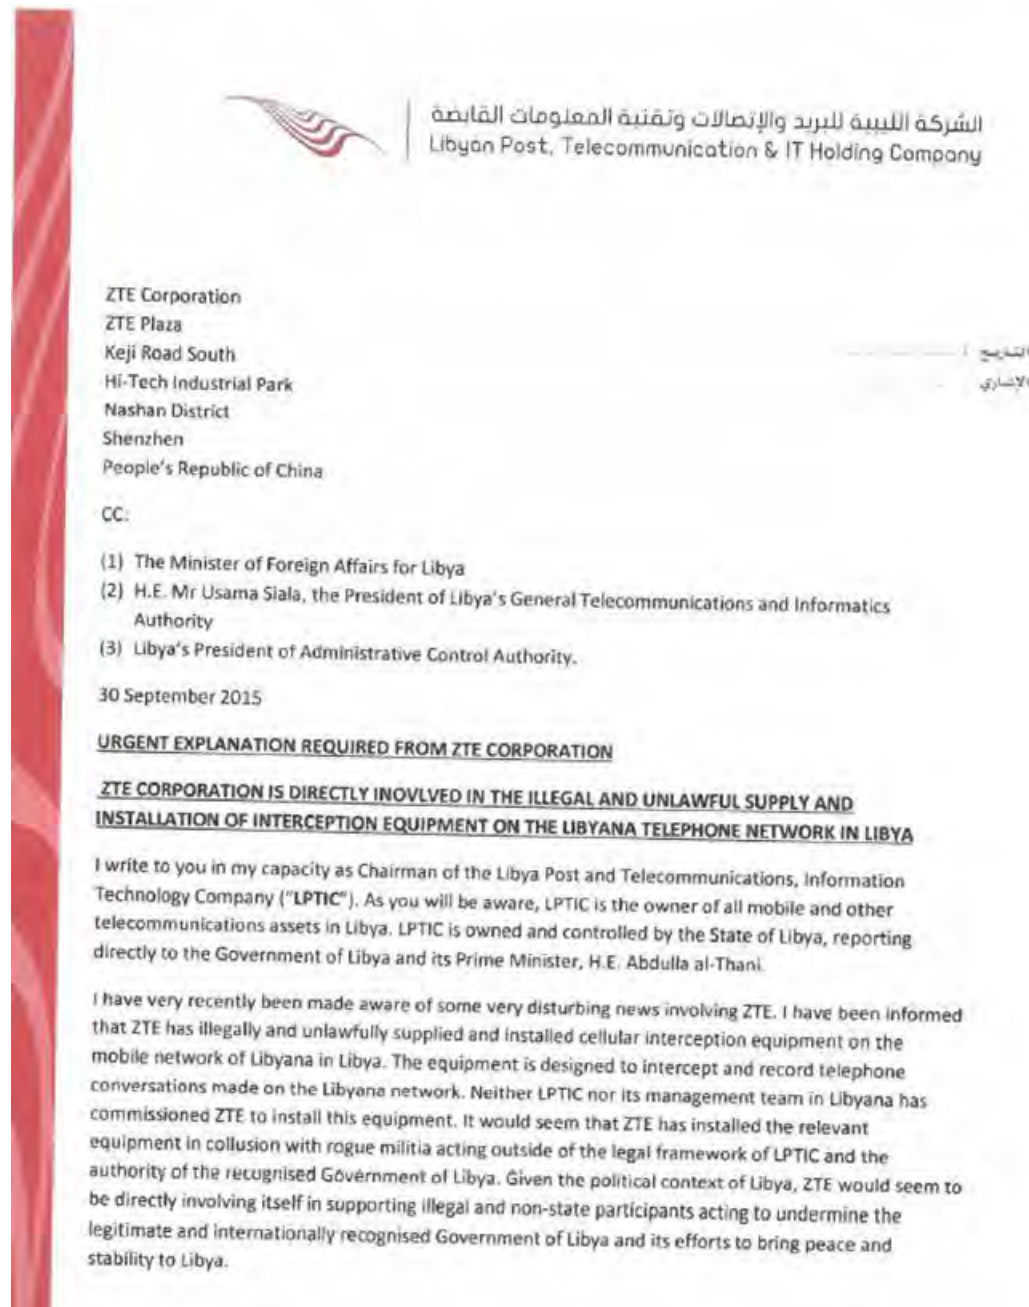 الشركة الليبية للبريد والإتصالات وتقنية المعلومات القابضة
Libyan Post, Telecommunication & IT Holding Company
ZTE Corporation
ZTE Plaza
Keji Road South
Hi-Tech Industrial Park
Nashan District
Shenzhen
People's Republic of China
التاريخ :
الإشاري
CC:
(1) The Minister of Foreign Affairs for Libya
(2) H.E. Mr Usama Siala, the President of Libya's General Telecommunications and Informatics
Authority
(3) Libya's President of Administrative Control Authority.
30 September 2015
URGENT EXPLANATION REQUIRED FROM ZTE CORPORATION
ZTE CORPORATION IS DIRECTLY INOVLVED IN THE ILLEGAL AND UNLAWFUL SUPPLY AND
INSTALLATION OF INTERCEPTION EQUIPMENT ON THE LIBYANA TELEPHONE NETWORK IN LIBYA
I write to you in my capacity as Chairman of the Libya Post and Telecommunications, Information
Technology Company ("LPTIC"). As you will be aware, LPTIC is the owner of all mobile and other
telecommunications assets in Libya. LPTIC is owned and controlled by the State of Libya, reporting
directly to the Government of Libya and its Prime Minister, H.E. Abdulla al-Thani.
I have very recently been made aware of some very disturbing news involving ZTE. I have been informed
that ZTE has illegally and unlawfully supplied and installed cellular interception equipment on the
mobile network of Libyana in Libya. The equipment is designed to intercept and record telephone
conversations made on the Libyana network. Neither LPTIC nor its management team in Libyana has
commissioned ZTE to install this equipment. It would seem that ZTE has installed the relevant
equipment in collusion with rogue militia acting outside of the legal framework of LPTIC and the
authority of the recognised Government of Libya. Given the political context of Libya, ZTE would seem to
be directly involving itself in supporting illegal and non-state participants acting to undermine the
legitimate and internationally recognised Government of Libya and its efforts to bring peace and
stability to Libya.